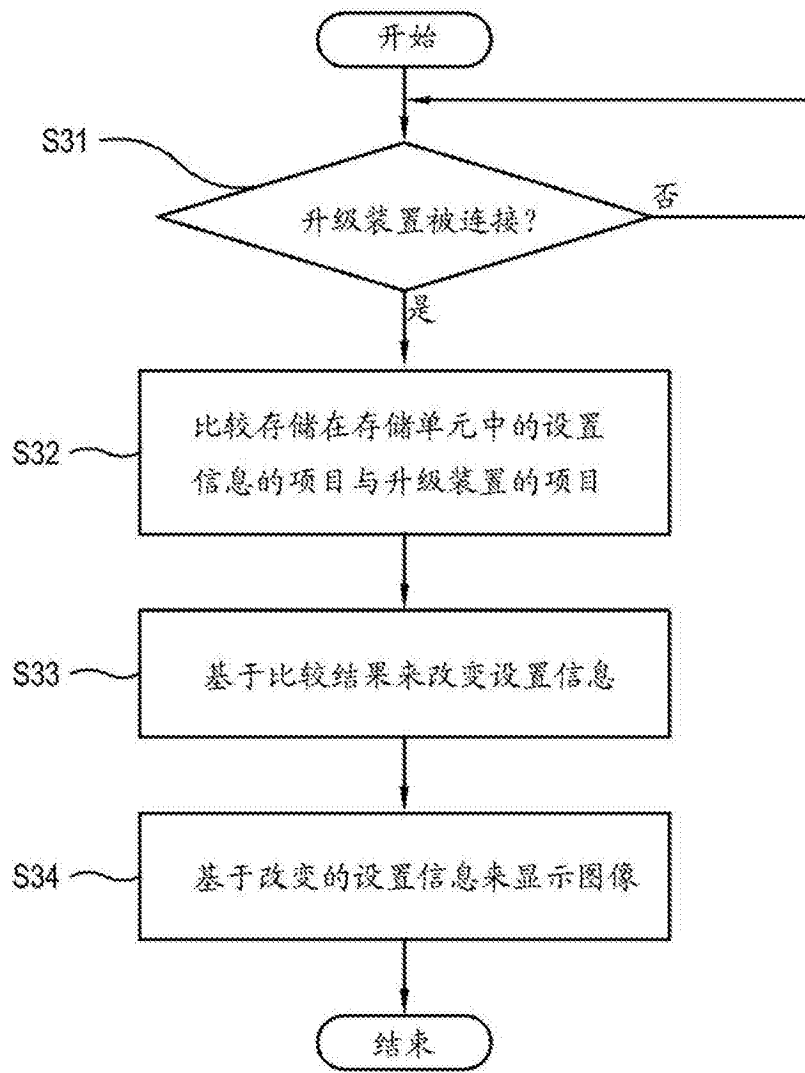 开始
S31
升级装置被连接?
否
是
S32
比较存储在存储单元中的设置
信息的项目与升级装置的项目
S33
基于比较结果来改变设置信息
S34
基于改变的设置信息来显示图像
结束